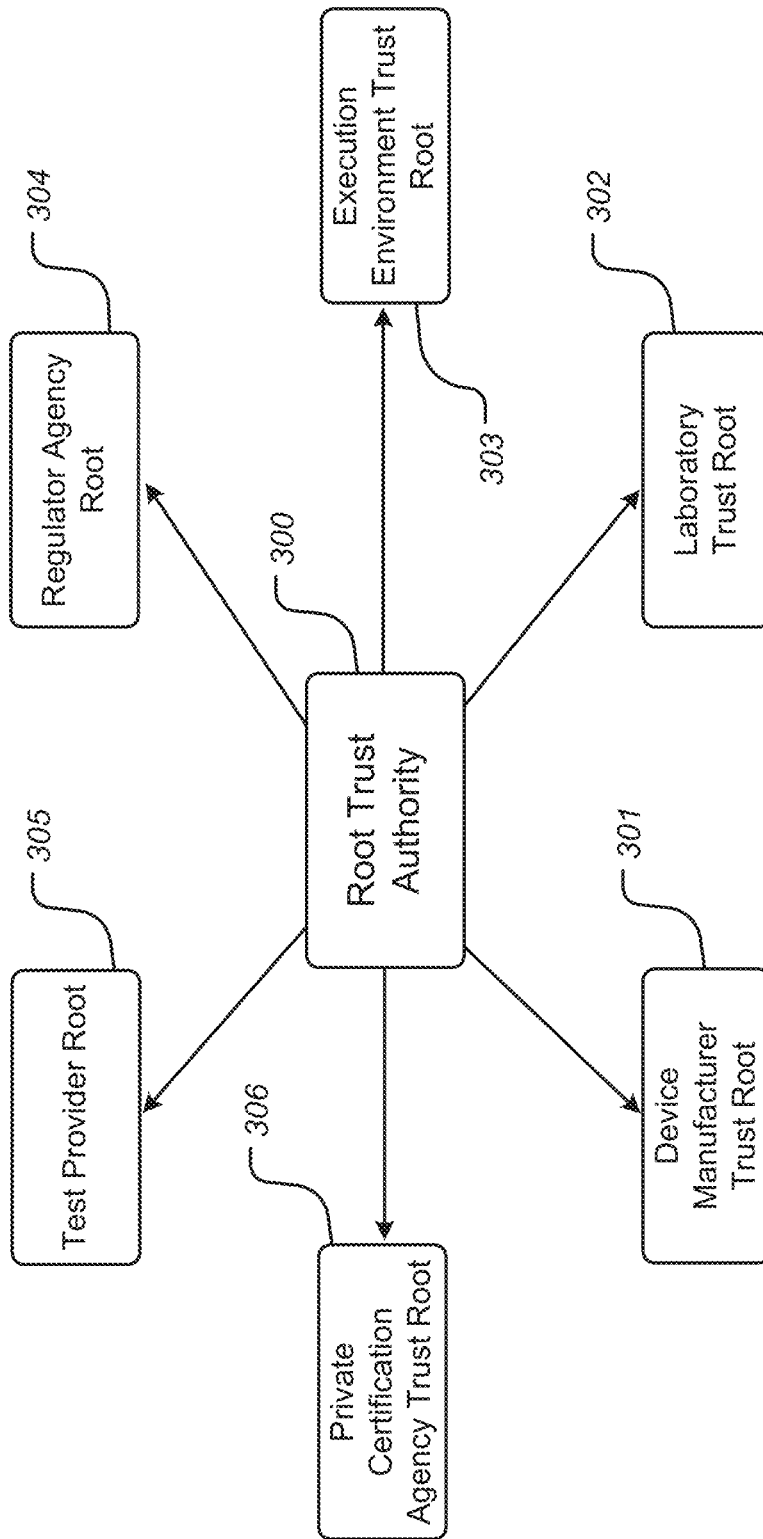 Test Provider Root
305
Regulator Agency
Root
304
Private
Certification
Agency Trust Root
306
Root Trust
Authority
300
Execution
Environment Trust
Root
303
Device
Manufacturer
Trust Root
301
Laboratory
Trust Root
302